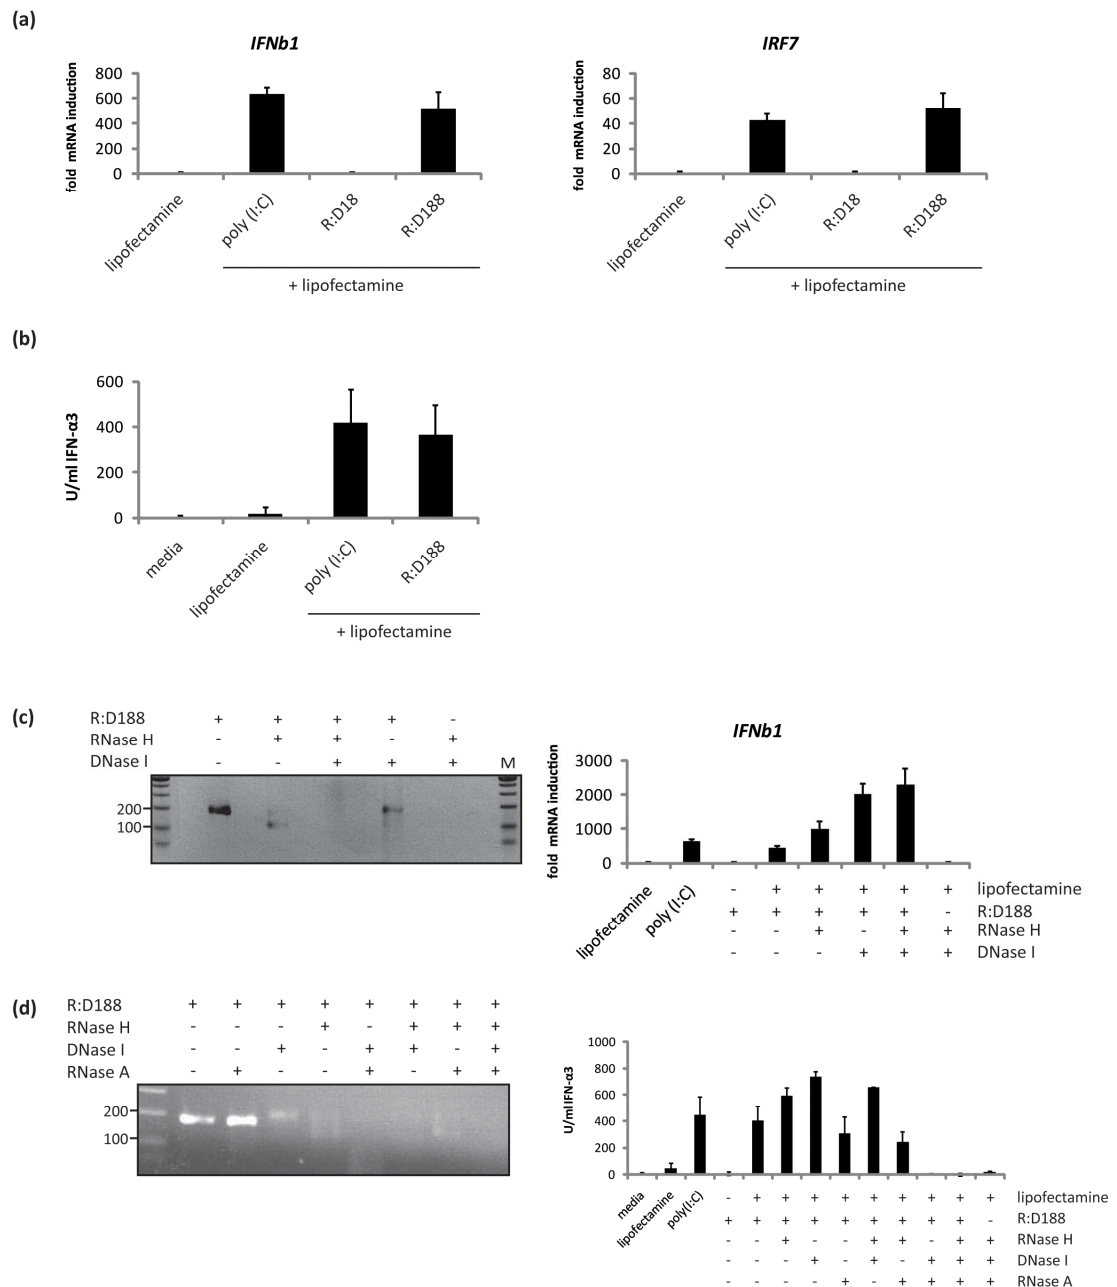 (a)
IFNb1
IRF7
fold mRNA induction
800
600
400
200
0
lipofectamine
poly (I:C)
R:D18
R:D188
+ lipofectamine
fold mRNA induction
80
60
40
20
0
lipofectamine
poly (I:C)
R:D18
R:D188
+ lipofectamine
(b)
U/ml IFN-α3
600
400
200
0
media
lipofectamine
poly (I:C)
R:D188
+ lipofectamine
(c)
R:D188 + + + + -
RNase H - + + - +
DNase I - - + + + M
200
100
IFNb1
fold mRNA induction
3000
2000
1000
0
lipofectamine
poly (I:C)
- + + + + + lipofectamine
+ + + + + - R:D188
- - + - + + RNase H
- - - + + + DNase I
(d)
R:D188 + + + + + + + +
RNase H - - - + - + + +
DNase I - - + - + + - +
RNase A - + - - + - + +
200
100
U/ml IFN-α3
1000
800
600
400
200
0
media
lipofectamine
poly(I:C)
- + + + + + + + + + lipofectamine
+ + + + + + + + + - R:D188
- - + - - + + - + + RNase H
- - - + - + - + + + DNase I
- - - - + - + + + + RNase A